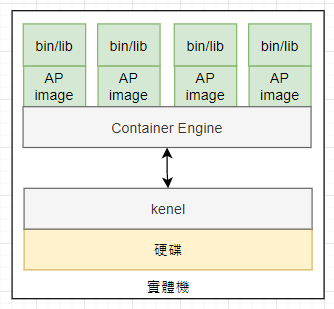 bin/lib bin/lib bin/lib bin/lib
AP AP AP AP
image image image image
Container Engine
kenel
硬碟
實體機